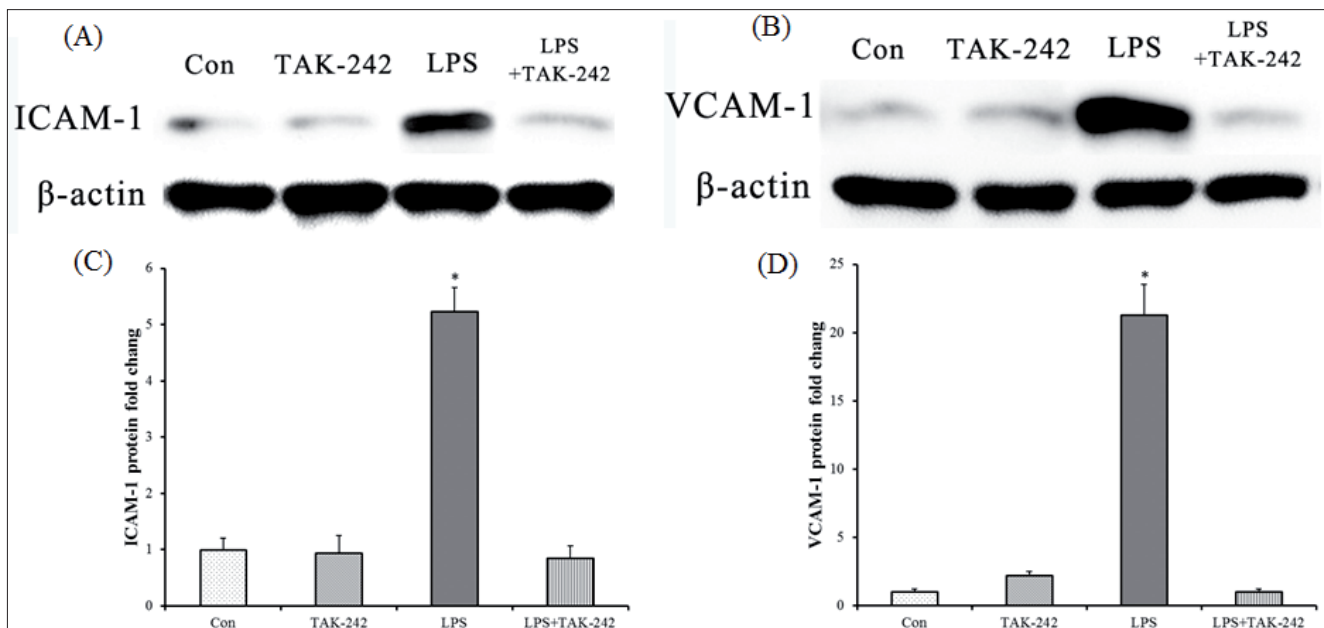 (A)
Con TAK-242 LPS LPS
+TAK-242
ICAM-1
β-actin
(B)
Con TAK-242 LPS LPS
+TAK-242
VCAM-1
β-actin
(C)
ICAM-1 protein fold chang
6
5
4
3
2
1
0
*
Con TAK-242 LPS LPS+TAK-242
(D)
VCAM-1 protein fold chang
25
20
15
10
5
0
*
Con TAK-242 LPS LPS+TAK-242